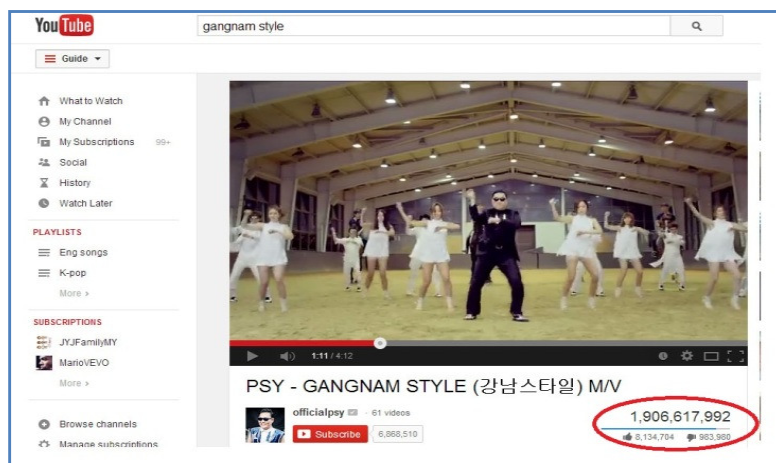 YouTube
gangnam style
Guide
What to Watch
My Channel
My Subscriptions 99+
Social
History
Watch Later
PLAYLISTS
Eng songs
K-pop
More >
SUBSCRIPTIONS
JYJFamilyMY
MarioVEVO
More >
Browse channels
Manage subscriptions
1:11 / 4:12
PSY - GANGNAM STYLE (강남스타일) M/V
officialpsy · 61 videos
Subscribe 6,868,510
1,906,617,992
8,134,704 983,980